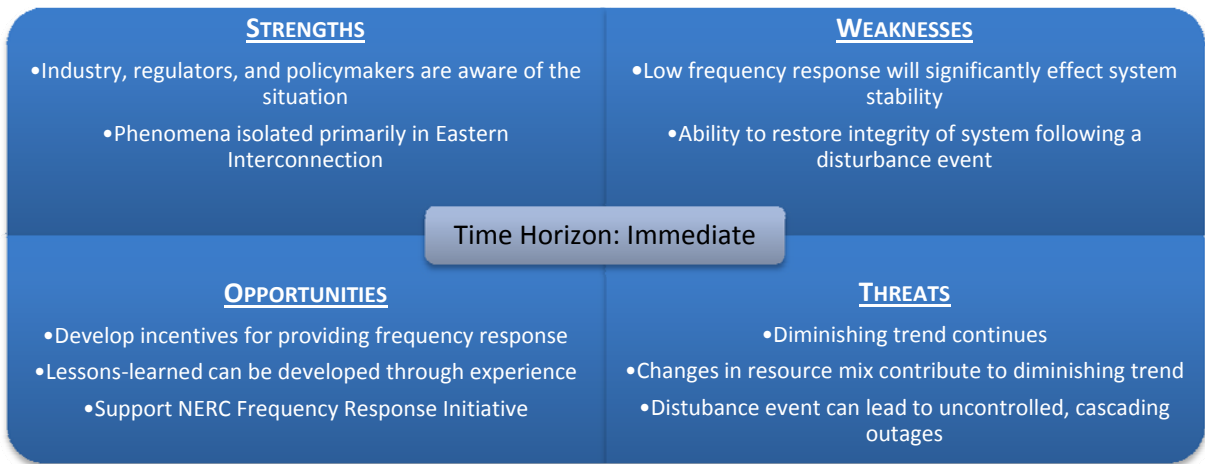 STRENGTHS
•Industry, regulators, and policymakers are aware of the
situation
•Phenomena isolated primarily in Eastern
Interconnection
WEAKNESSES
•Low frequency response will significantly effect system
stability
•Ability to restore integrity of system following a
disturbance event
Time Horizon: Immediate
OPPORTUNITIES
•Develop incentives for providing frequency response
•Lessons-learned can be developed through experience
•Support NERC Frequency Response Initiative
THREATS
•Diminishing trend continues
•Changes in resource mix contribute to diminishing trend
•Distubance event can lead to uncontrolled, cascading
outages